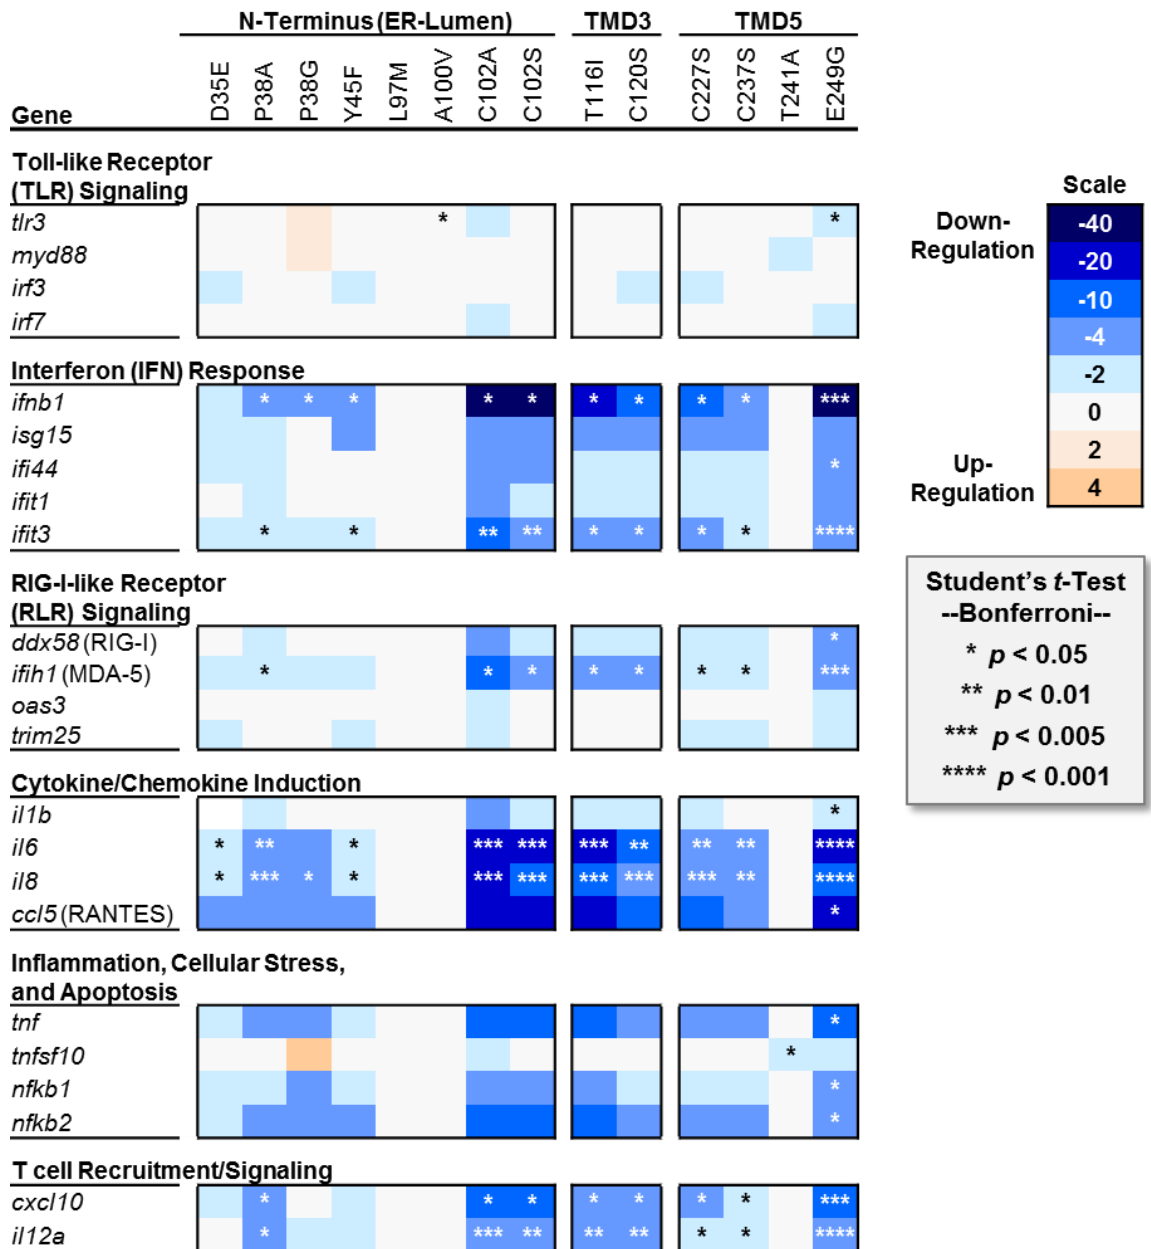 N-Terminus (ER-Lumen) TMD3 TMD5
Gene D35E P38A P38G Y45F L97M A100V C102A C102S T116I C120S C227S C237S T241A E249G
Toll-like Receptor
(TLR) Signaling
tlr3 * *
myd88
irf3
irf7
Interferon (IFN) Response
ifnb1 * * * * * * * * * ***
isg15
ifi44 *
ifit1
ifit3 * * ** ** * * * * ****
RIG-I-like Receptor
(RLR) Signaling
ddx58 (RIG-I) *
ifih1 (MDA-5) * * * * * * * ***
oas3
trim25
Cytokine/Chemokine Induction
il1b *
il6 * ** * *** *** *** ** ** ** ****
il8 * *** * * *** *** *** *** *** ** ****
ccl5 (RANTES) *
Inflammation, Cellular Stress,
and Apoptosis
tnf *
tnfsf10 *
nfkb1 *
nfkb2 *
T cell Recruitment/Signaling
cxcl10 * * * * * * * ***
il12a * *** ** ** ** * * ****
Scale
Down-
Regulation
-40
-20
-10
-4
-2
0
2
4
Up-
Regulation
Student's t-Test
--Bonferroni--
* p < 0.05
** p < 0.01
*** p < 0.005
**** p < 0.001